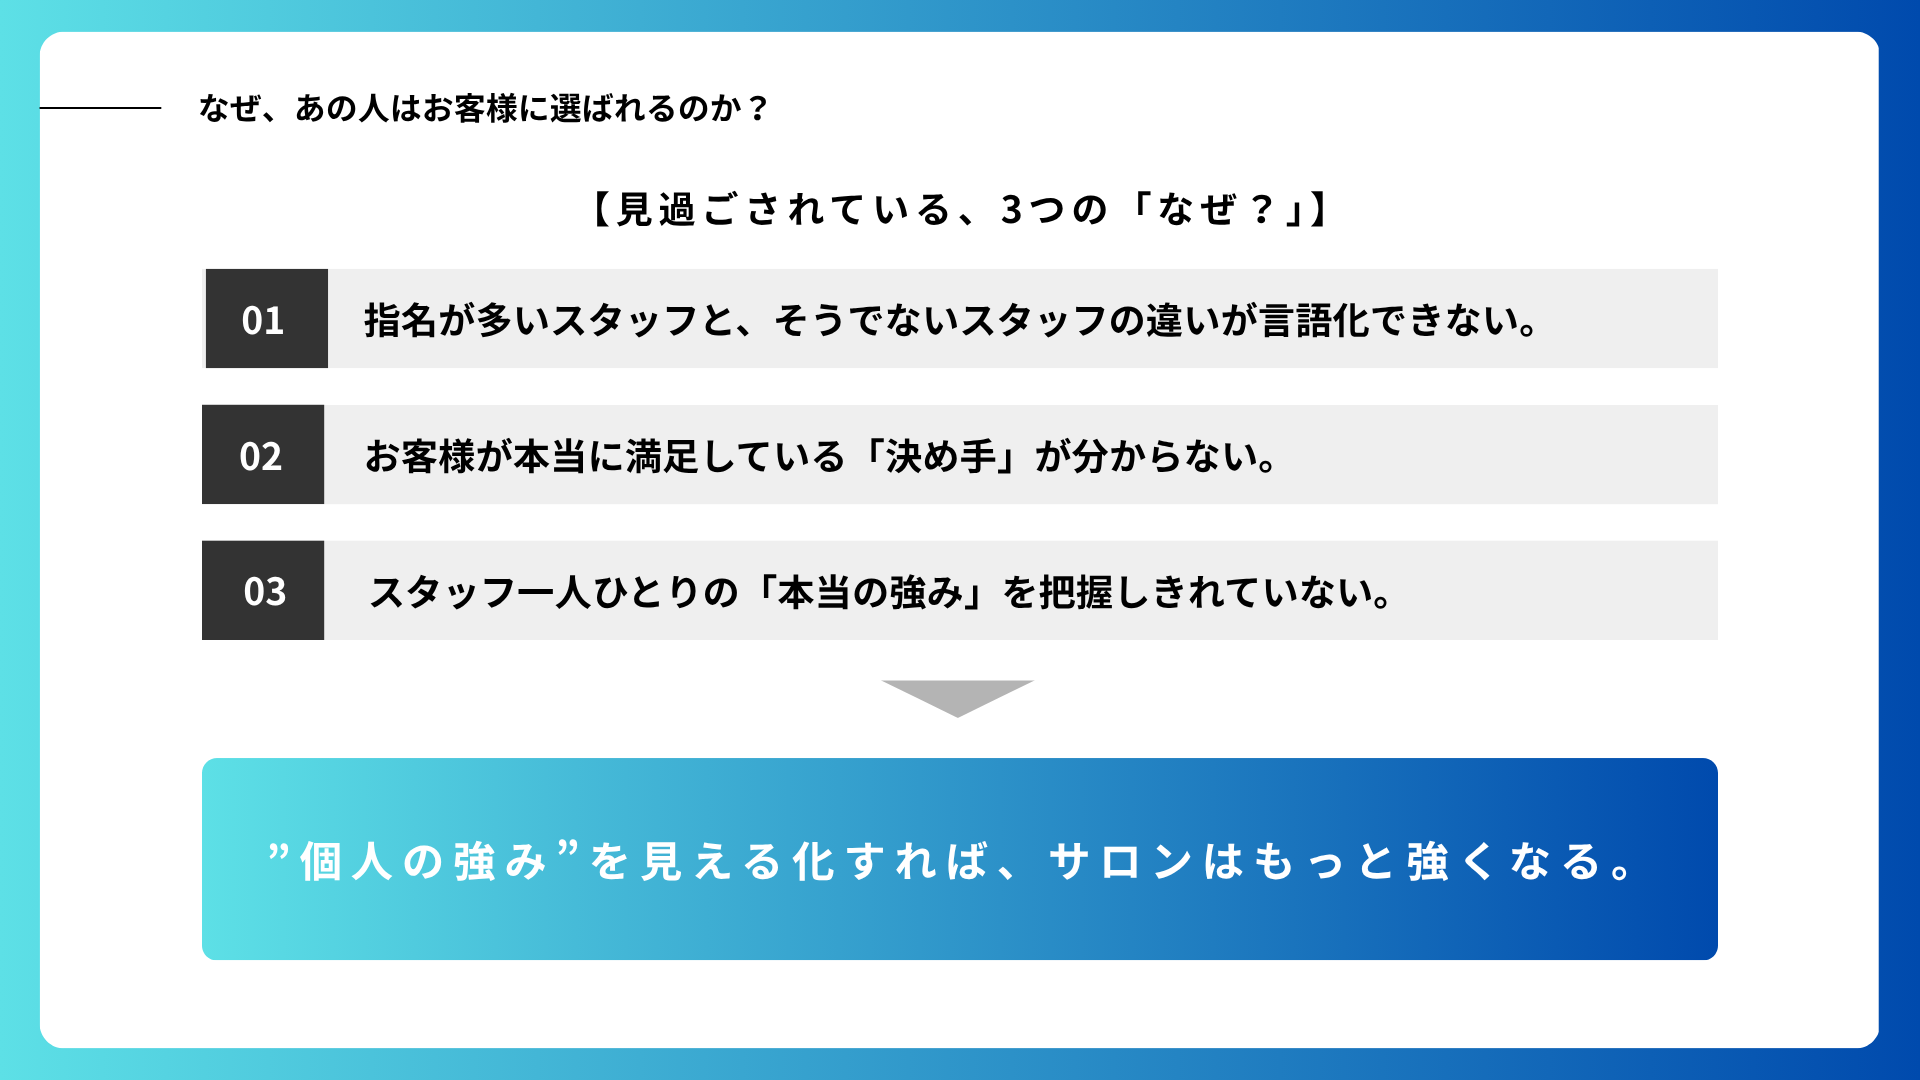 なぜ、あの人はお客様に選ばれるのか？
【見過ごされている、3つの「なぜ？」】
01 指名が多いスタッフと、そうでないスタッフの違いが言語化できない。
02 お客様が本当に満足している「決め手」が分からない。
03 スタッフ一人ひとりの「本当の強み」を把握しきれていない。
”個人の強み”を見える化すれば、サロンはもっと強くなる。